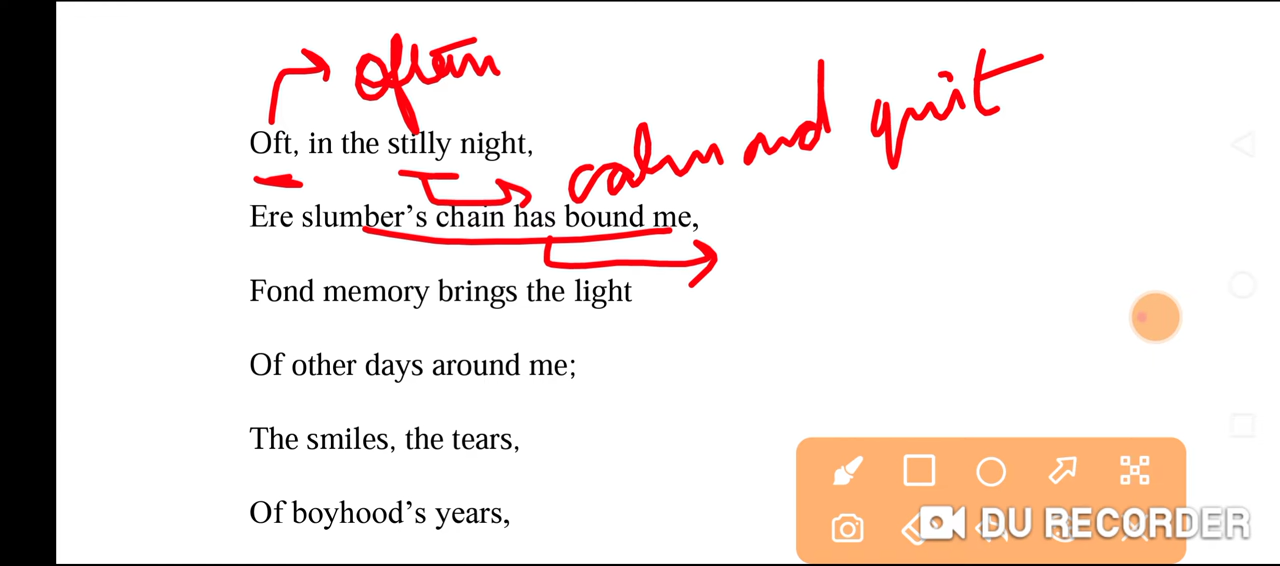 often
calm and quit
Oft, in the stilly night,
Ere slumber’s chain has bound me,
Fond memory brings the light
Of other days around me;
The smiles, the tears,
Of boyhood’s years,
DU RECORDER